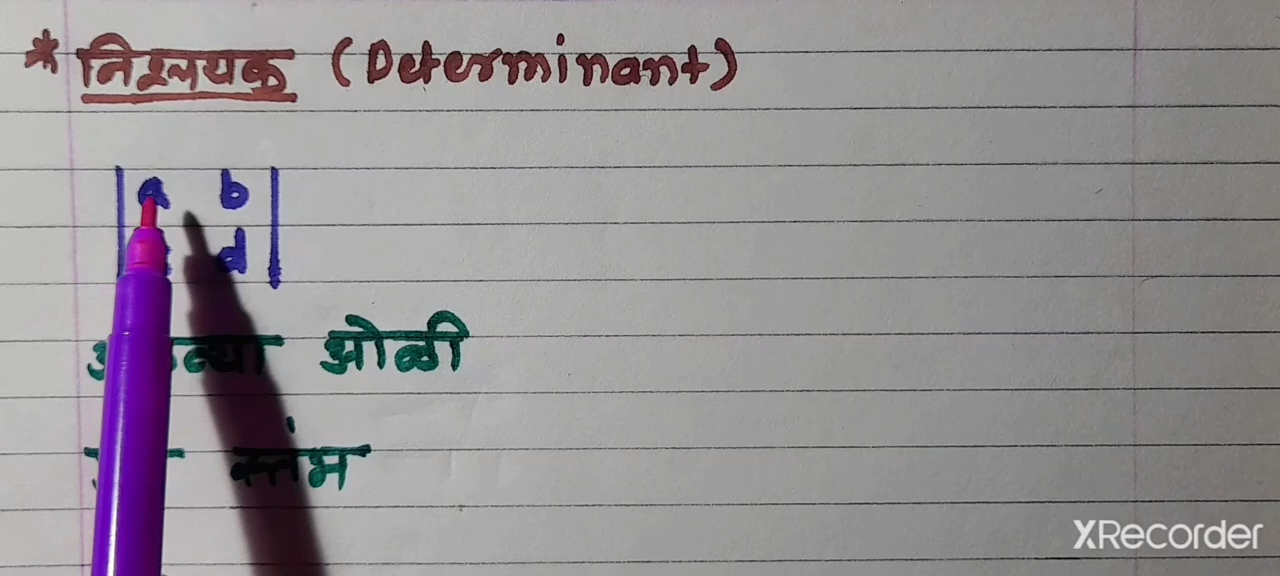 * निश्चयक (Determinant)
a b
d
ओळी
स्तंभ
XRecorder